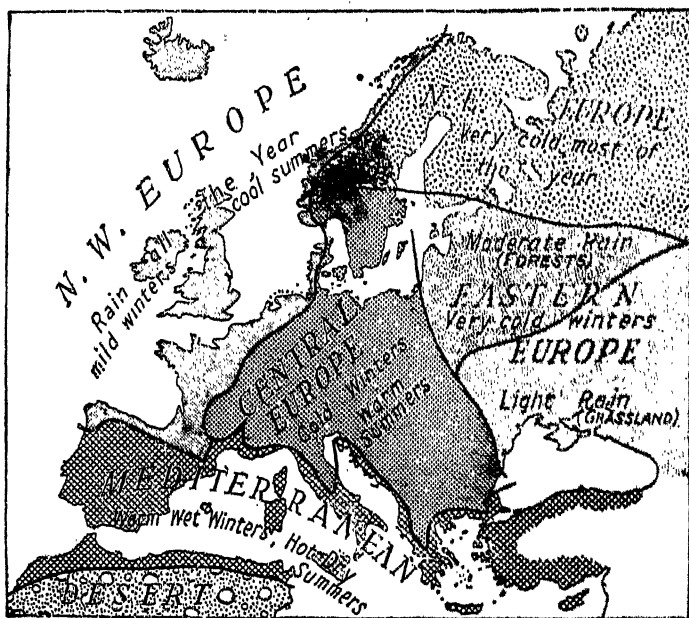 N. W. EUROPE
Rain all the Year
mild winters cool summers
N. E. EUROPE
Very cold most of
the year
Moderate Rain
(FORESTS)
EASTERN
Very cold winters
EUROPE
Light Rain
(GRASSLAND)
CENTRAL
EUROPE
Cold Winters
Warm
Summers
MEDITERRANEAN
Warm Wet Winters, Hot Dry
Summers
DESERT